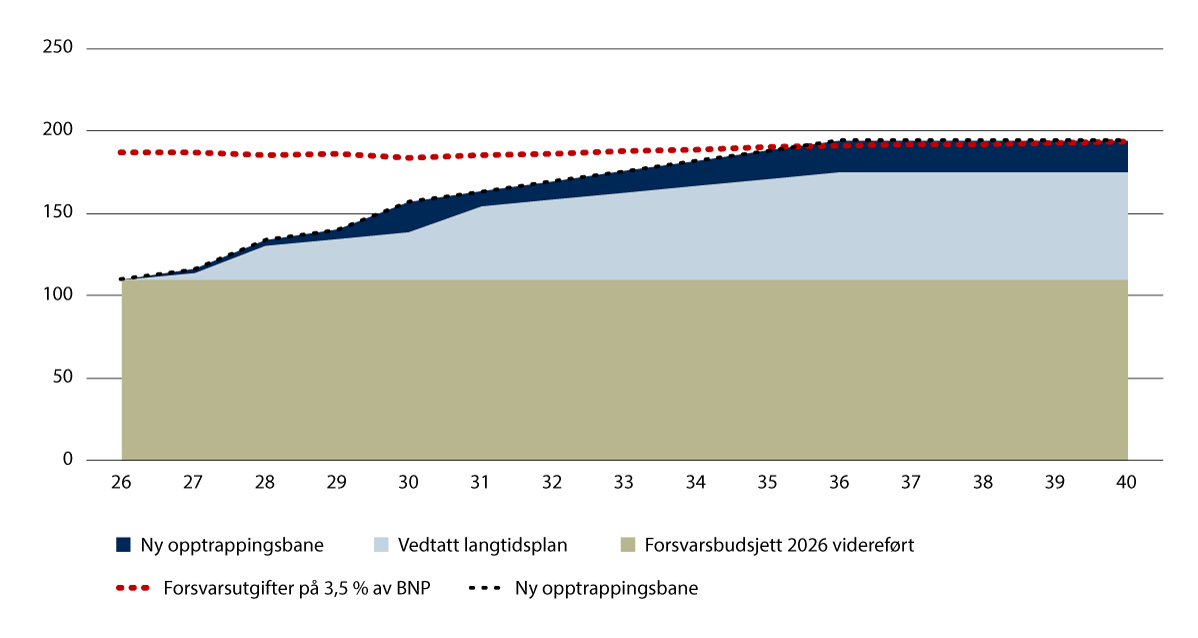 250
200
150
100
50
0
26 27 28 29 30 31 32 33 34 35 36 37 38 39 40
Ny opptrappingsbane Vedtatt langtidsplan Forsvarsbudsjett 2026 videreført
Forsvarsutgifter på 3,5 % av BNP Ny opptrappingsbane